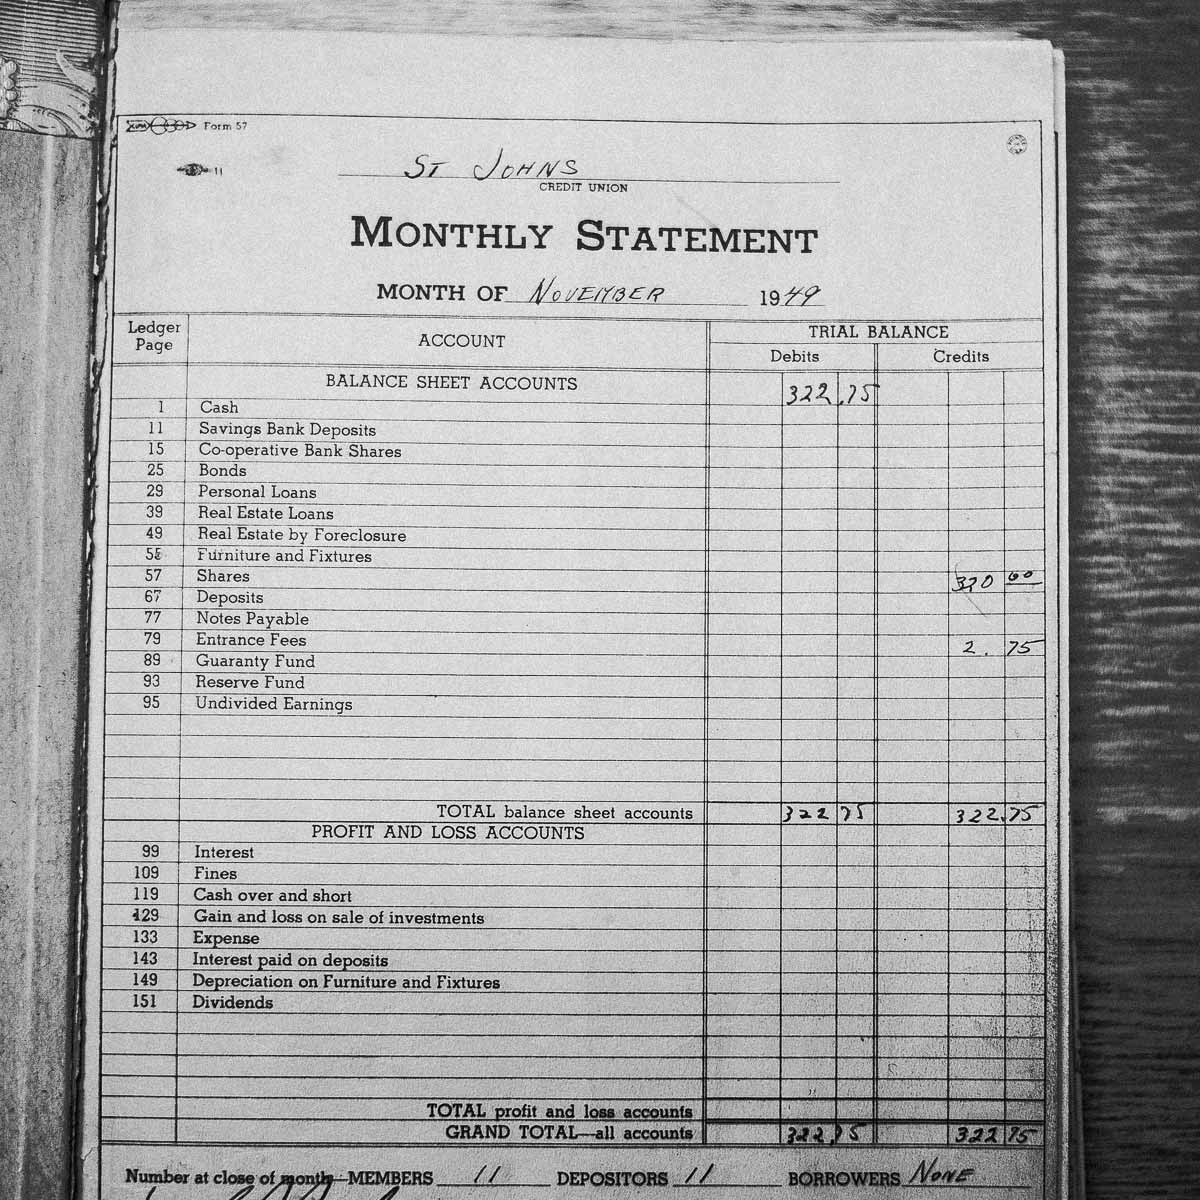 Form 57
11
ST JOHNS
CREDIT UNION
MONTHLY STATEMENT
MONTH OF NOVEMBER 1949
Ledger Page ACCOUNT TRIAL BALANCE
Debits Credits
BALANCE SHEET ACCOUNTS
1 Cash 322.75
11 Savings Bank Deposits
15 Co-operative Bank Shares
25 Bonds
29 Personal Loans
39 Real Estate Loans
49 Real Estate by Foreclosure
55 Furniture and Fixtures
57 Shares 320 00
67 Deposits
77 Notes Payable
79 Entrance Fees 2.75
89 Guaranty Fund
93 Reserve Fund
95 Undivided Earnings
TOTAL balance sheet accounts 322 75 322.75
PROFIT AND LOSS ACCOUNTS
99 Interest
109 Fines
119 Cash over and short
129 Gain and loss on sale of investments
133 Expense
143 Interest paid on deposits
149 Depreciation on Furniture and Fixtures
151 Dividends
TOTAL profit and loss accounts
GRAND TOTAL—all accounts 322.75 322 75
Number at close of month—MEMBERS 11 DEPOSITORS 11 BORROWERS NONE